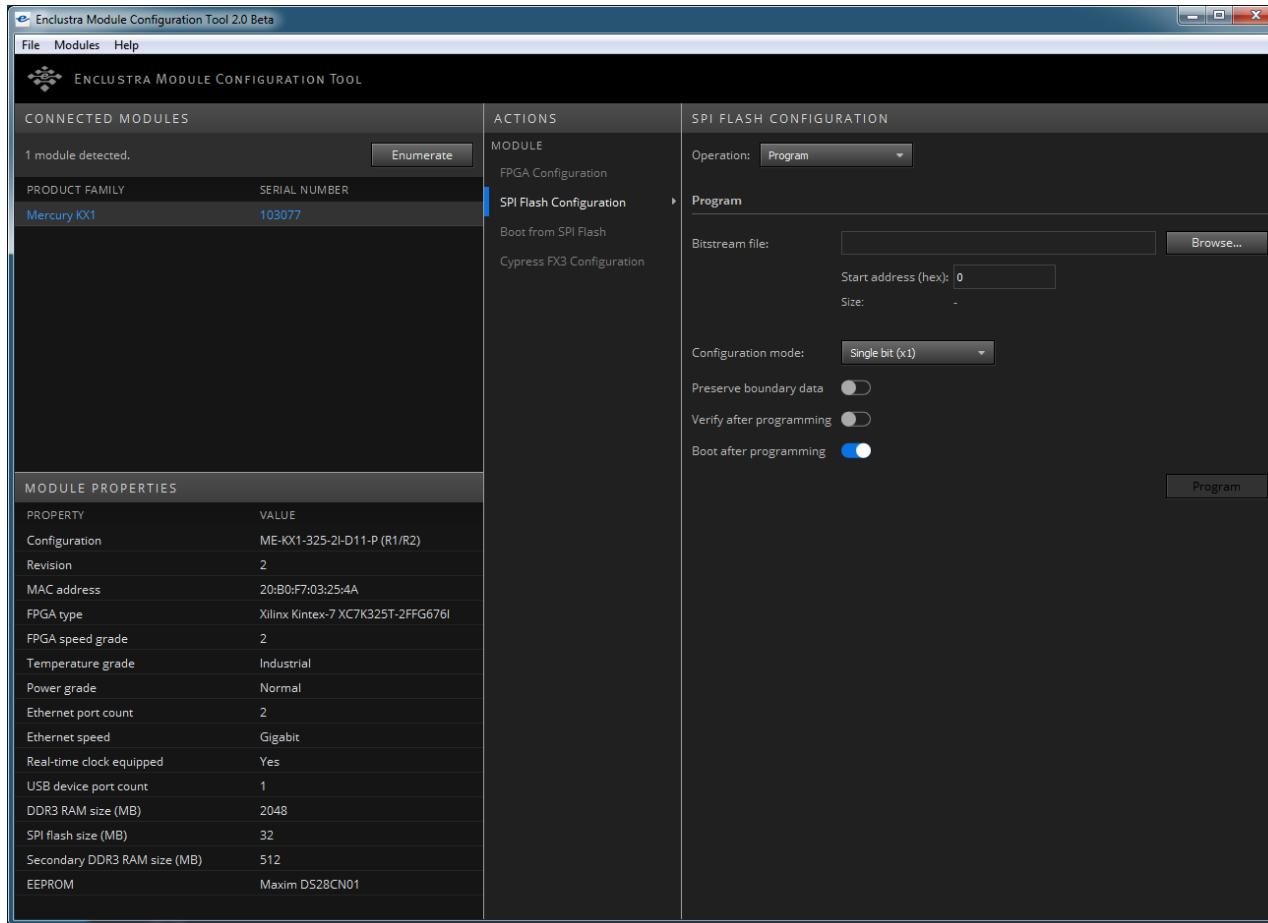 Enclustra Module Configuration Tool 2.0 Beta
File Modules Help
ENCLUSTRA MODULE CONFIGURATION TOOL
CONNECTED MODULES
1 module detected.
Enumerate
PRODUCT FAMILY SERIAL NUMBER
Mercury KX1 103077
MODULE PROPERTIES
PROPERTY VALUE
Configuration ME-KX1-325-2I-D11-P (R1/R2)
Revision 2
MAC address 20:B0:F7:03:25:4A
FPGA type Xilinx Kintex-7 XC7K325T-2FFG676I
FPGA speed grade 2
Temperature grade Industrial
Power grade Normal
Ethernet port count 2
Ethernet speed Gigabit
Real-time clock equipped Yes
USB device port count 1
DDR3 RAM size (MB) 2048
SPI flash size (MB) 32
Secondary DDR3 RAM size (MB) 512
EEPROM Maxim DS28CN01
ACTIONS
MODULE
FPGA Configuration
SPI Flash Configuration
Boot from SPI Flash
Cypress FX3 Configuration
SPI FLASH CONFIGURATION
Operation: Program
Program
Bitstream file: Browse...
Start address (hex): 0
Size: -
Configuration mode: Single bit (x1)
Preserve boundary data
Verify after programming
Boot after programming
Program